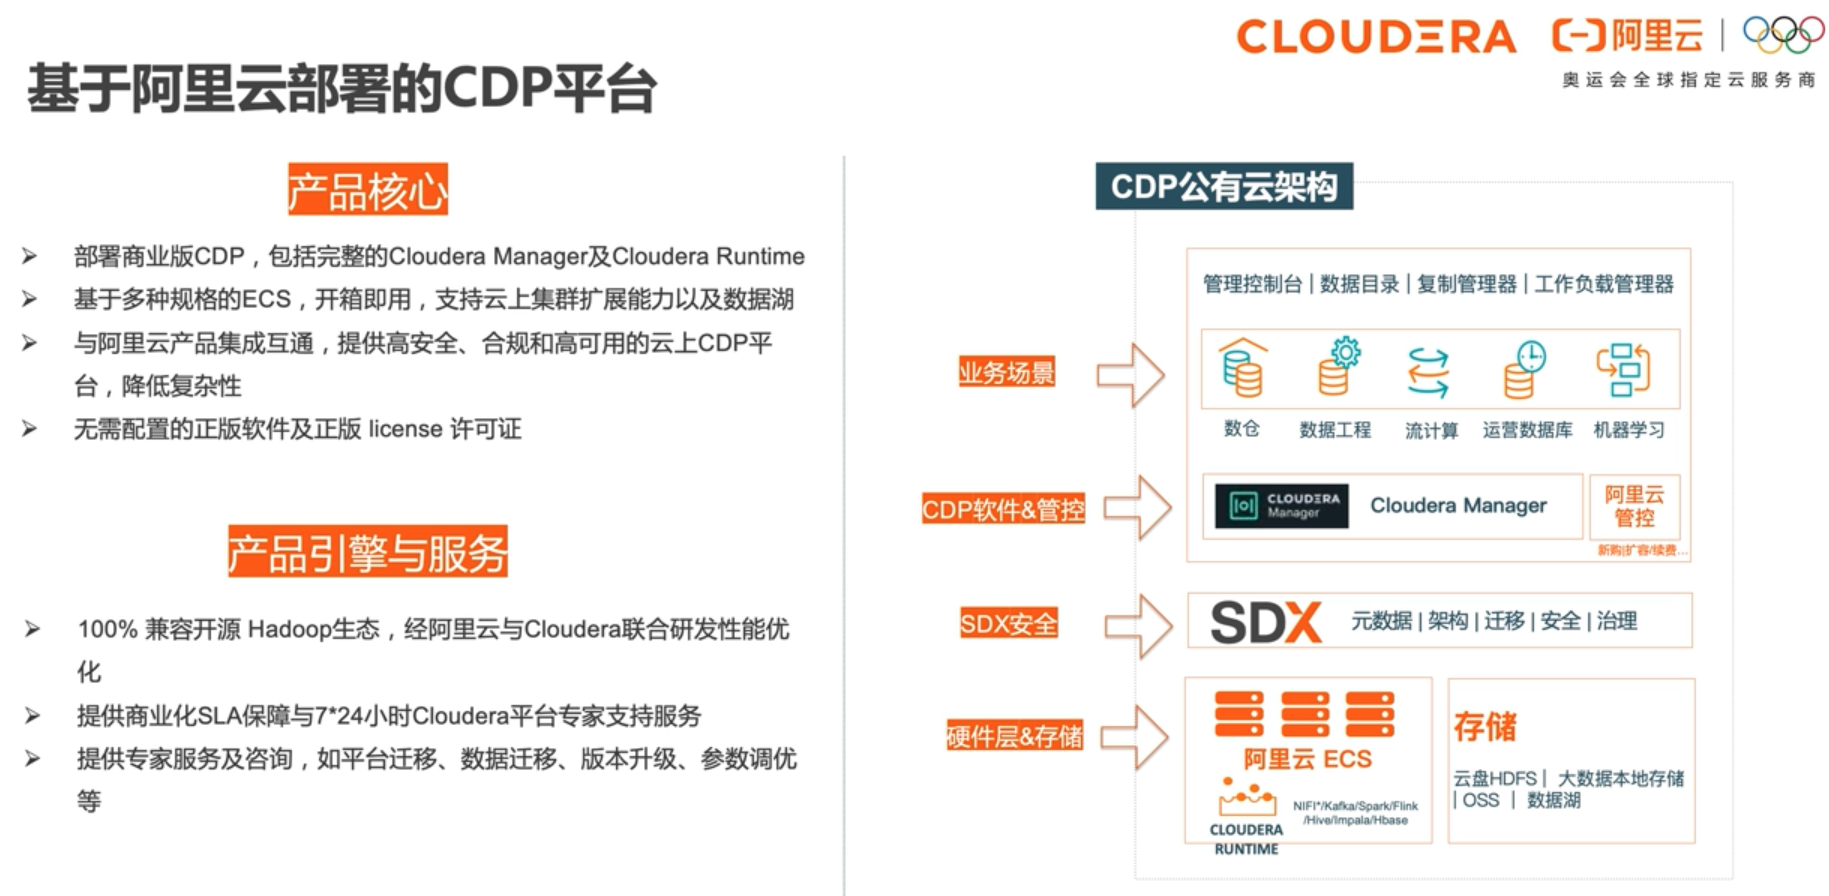 CLOUDERA
阿里云
奥运会全球指定云服务商
基于阿里云部署的CDP平台
产品核心
部署商业版CDP，包括完整的Cloudera Manager及Cloudera Runtime
基于多种规格的ECS，开箱即用，支持云上集群扩展能力以及数据湖
与阿里云产品集成互通，提供高安全、合规和高可用的云上CDP平
台，降低复杂性
无需配置的正版软件及正版 license 许可证
产品引擎与服务
100% 兼容开源 Hadoop生态，经阿里云与Cloudera联合研发性能优
化
提供商业化SLA保障与7*24小时Cloudera平台专家支持服务
提供专家服务及咨询，如平台迁移、数据迁移、版本升级、参数调优
等
CDP公有云架构
管理控制台 | 数据目录 | 复制管理器 | 工作负载管理器
业务场景
数仓 数据工程 流计算 运营数据库 机器学习
CDP软件&管控
CLOUDERA
Manager
Cloudera Manager
阿里云
管控
新购|扩容/续费...
SDX安全
SDX
元数据 | 架构 | 迁移 | 安全 | 治理
硬件层&存储
阿里云 ECS
CLOUDERA
RUNTIME
NIFI*/Kafka/Spark/Flink
/Hive/Impala/Hbase
存储
云盘HDFS | 大数据本地存储
| OSS | 数据湖